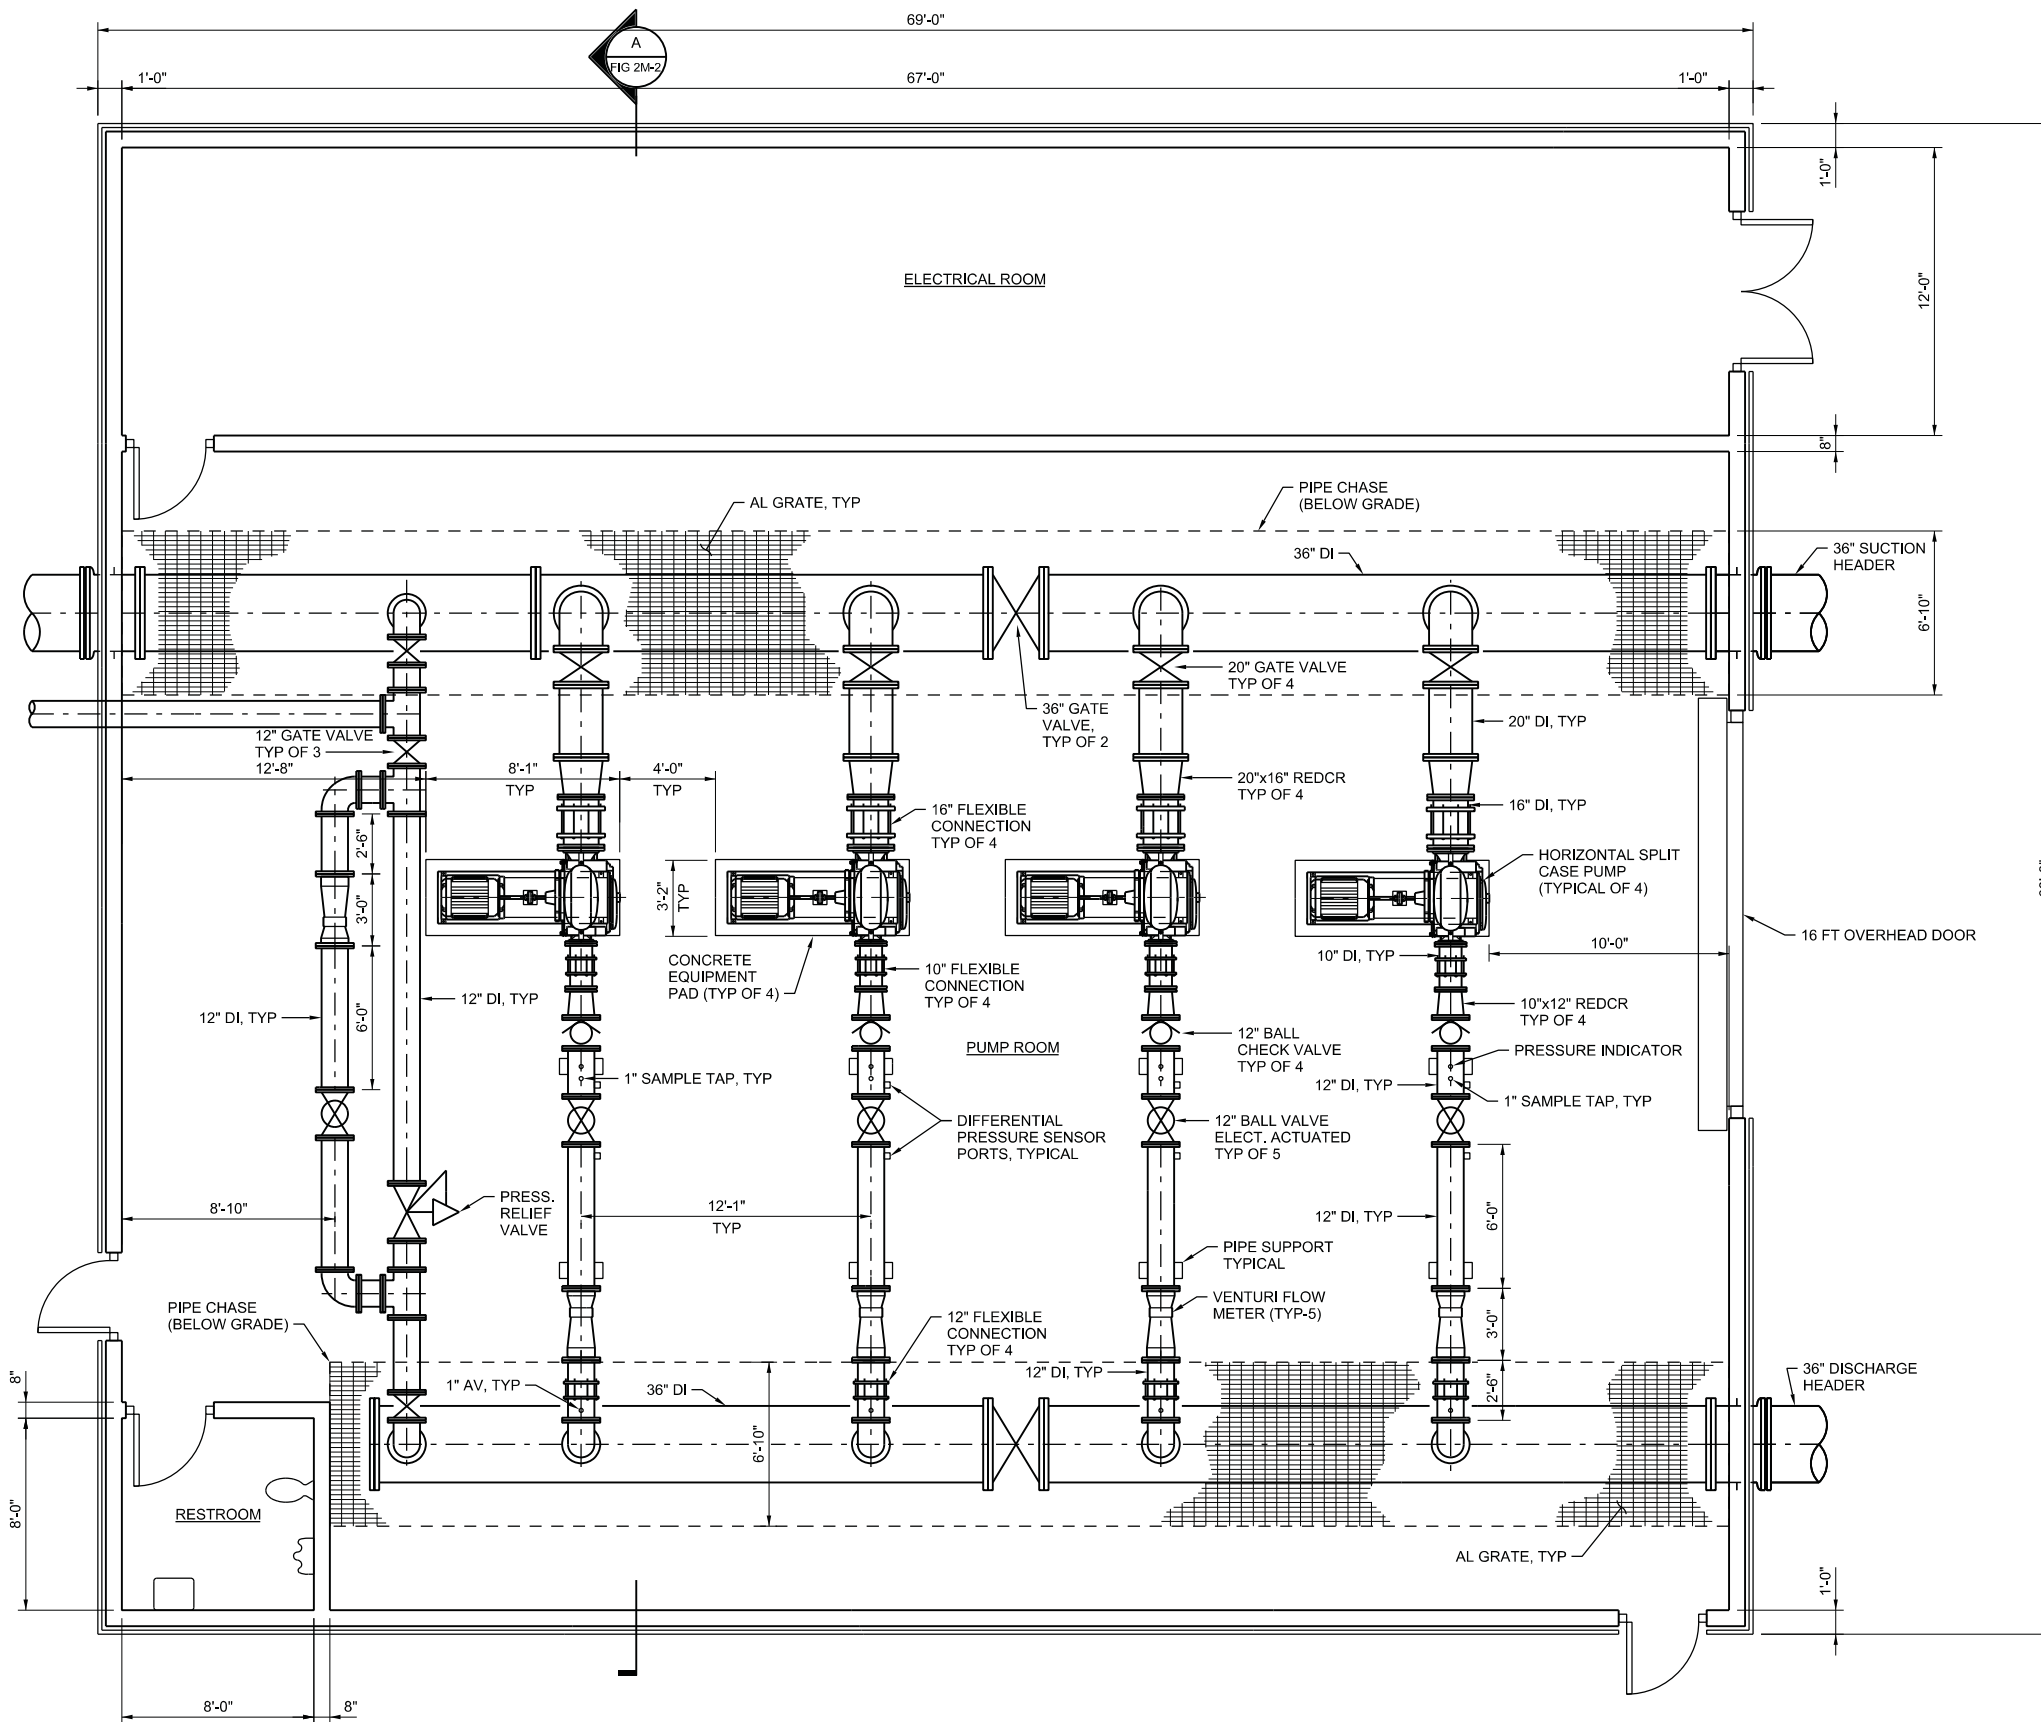 69'-0"
A
FIG 2M-2
1'-0"
67'-0"
1'-0"
1'-0"
ELECTRICAL ROOM
12'-0"
8"
PIPE CHASE
(BELOW GRADE)
AL GRATE, TYP
36" DI
36" SUCTION
HEADER
6'-10"
20" GATE VALVE
TYP OF 4
36" GATE
VALVE,
TYP OF 2
20" DI, TYP
12" GATE VALVE
TYP OF 3
12'-8"
8'-1"
TYP
4'-0"
TYP
20"x16" REDCR
TYP OF 4
16" FLEXIBLE
CONNECTION
TYP OF 4
16" DI, TYP
2'-6"
3'-0"
6'-0"
3'-2"
TYP
HORIZONTAL SPLIT
CASE PUMP
(TYPICAL OF 4)
16 FT OVERHEAD DOOR
10'-0"
CONCRETE
EQUIPMENT
PAD (TYP OF 4)
10" FLEXIBLE
CONNECTION
TYP OF 4
10" DI, TYP
12" DI, TYP
12" DI, TYP
10"x12" REDCR
TYP OF 4
PUMP ROOM
12" BALL
CHECK VALVE
TYP OF 4
PRESSURE INDICATOR
1" SAMPLE TAP, TYP
12" DI, TYP
1" SAMPLE TAP, TYP
DIFFERENTIAL
PRESSURE SENSOR
PORTS, TYPICAL
12" BALL VALVE
ELECT. ACTUATED
TYP OF 5
8'-10"
PRESS.
RELIEF
VALVE
12'-1"
TYP
12" DI, TYP
6'-0"
PIPE SUPPORT
TYPICAL
PIPE CHASE
(BELOW GRADE)
VENTURI FLOW
METER (TYP-5)
3'-0"
12" FLEXIBLE
CONNECTION
TYP OF 4
8"
1" AV, TYP
36" DI
12" DI, TYP
2'-6"
36" DISCHARGE
HEADER
6'-10"
8'-0"
RESTROOM
AL GRATE, TYP
1'-0"
8'-0"
8"